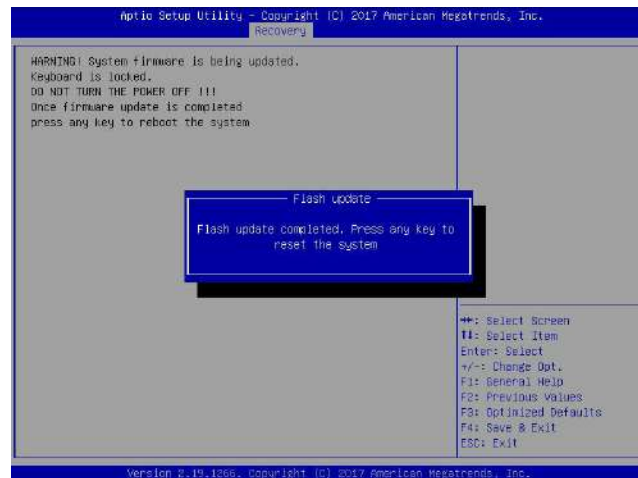 Aptio Setup Utility - Copyright (C) 2017 American Megatrends, Inc.
Recovery
WARNING! System firmware is being updated.
Keyboard is locked.
DO NOT TURN THE POWER OFF !!!
Once firmware update is completed
press any key to reboot the system
Flash update
Flash update completed. Press any key to
reset the system
→←: Select Screen
↑↓: Select Item
Enter: Select
+/-: Change Opt.
F1: General Help
F2: Previous Values
F3: Optimized Defaults
F4: Save & Exit
ESC: Exit
Version 2.19.1266. Copyright (C) 2017 American Megatrends, Inc.